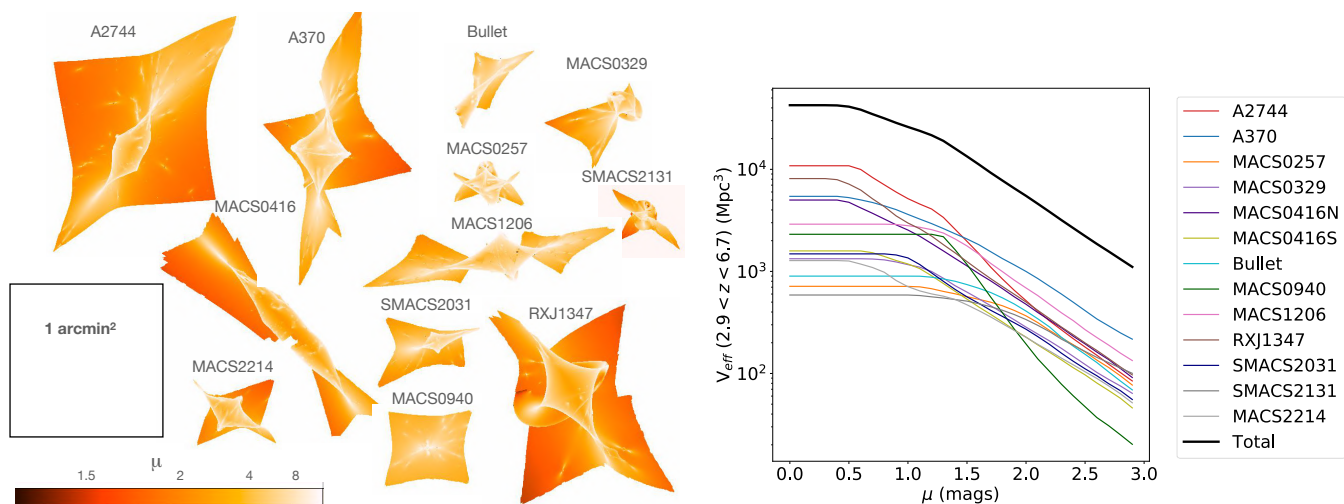 A2744
A370
Bullet
MACS0329
MACS0257
SMACS2131
MACS0416
MACS1206
1 arcmin²
SMACS2031
RXJ1347
MACS2214
MACS0940
μ
1.5
2
4
8
V_eff (2.9 < z < 6.7) (Mpc³)
10⁴
10³
10²
0.0
0.5
1.0
1.5
2.0
2.5
3.0
μ (mags)
A2744
A370
MACS0257
MACS0329
MACS0416N
MACS0416S
Bullet
MACS0940
MACS1206
RXJ1347
SMACS2031
SMACS2131
MACS2214
Total